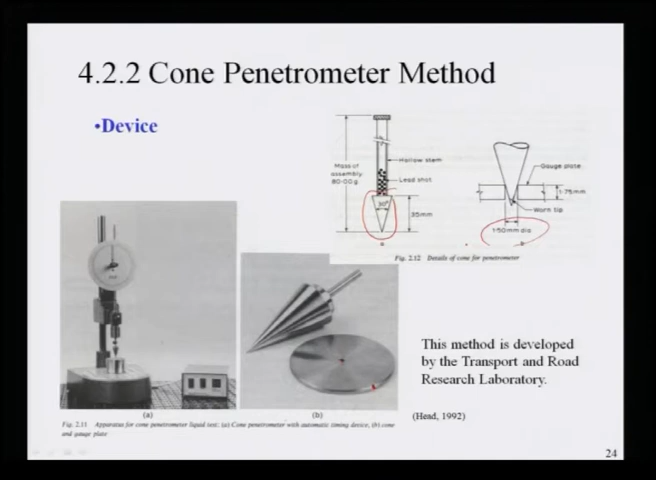 4.2.2 Cone Penetrometer Method
•Device
Mass of
assembly
80·00g
Hollow stem
Lead shot
30°
35mm
a
Gauge plate
1·75mm
Worn tip
1·50mm dia
Fig. 2.12 Details of cone for penetrometer
This method is developed
by the Transport and Road
Research Laboratory.
(Head, 1992)
(a)
(b)
Fig. 2.11 Apparatus for cone penetrometer liquid test: (a) Cone penetrometer with automatic timing device, (b) cone
and gauge plate
24